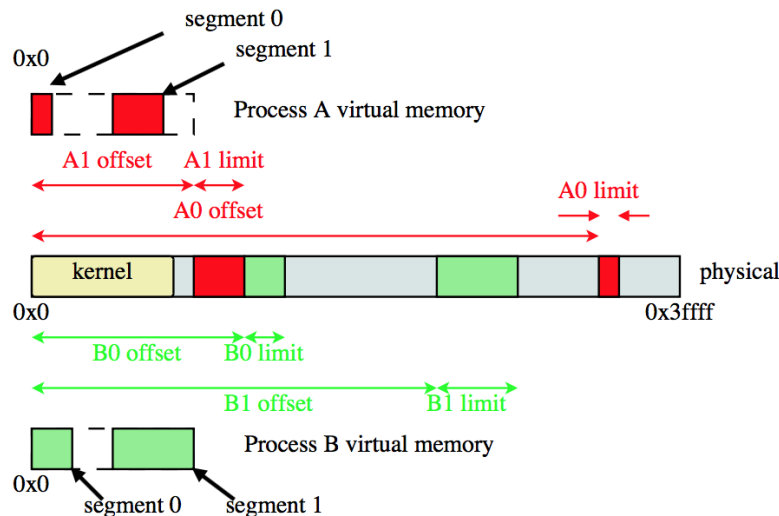 segment 0
0x0
segment 1
Process A virtual memory
A1 offset
A1 limit
A0 limit
A0 offset
kernel
physical
0x0
0x3ffff
B0 offset
B0 limit
B1 offset
B1 limit
Process B virtual memory
0x0
segment 0
segment 1